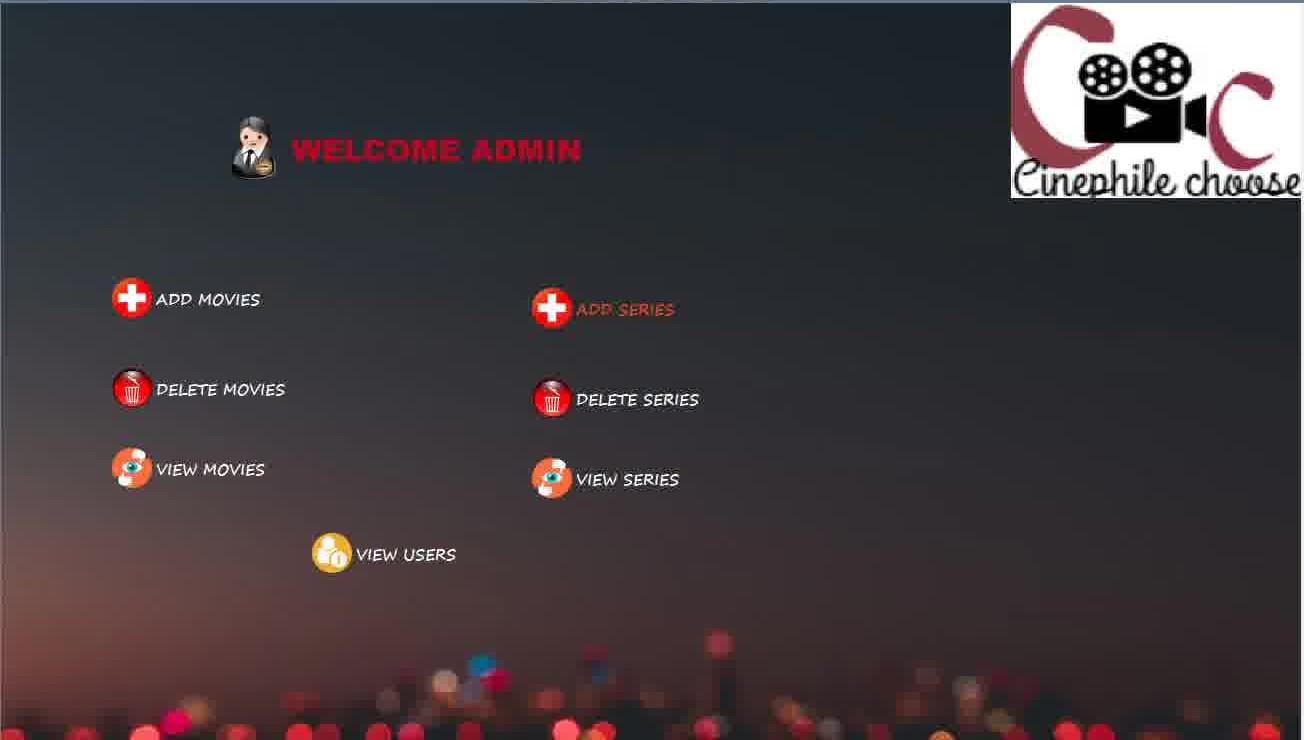 Cinephile choose
WELCOME ADMIN
ADD MOVIES
ADD SERIES
DELETE MOVIES
DELETE SERIES
VIEW MOVIES
VIEW SERIES
VIEW USERS